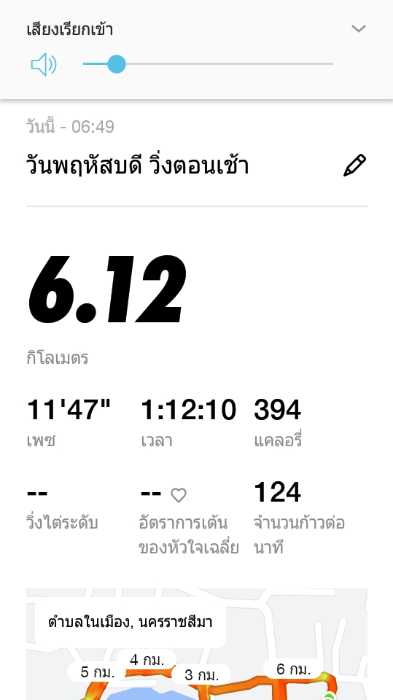 เสียงเรียกเข้า
วันนี้ - 06:49
วันพฤหัสบดี วิ่งตอนเช้า
6.12
กิโลเมตร
11'47" 1:12:10 394
เพซ เวลา แคลอรี่
-- -- 124
วิ่งไต่ระดับ อัตราการเต้น จำนวนก้าวต่อ
ของหัวใจเฉลี่ย นาที
ตำบลในเมือง, นครราชสีมา
4 กม.
5 กม. 3 กม. 6 กม.